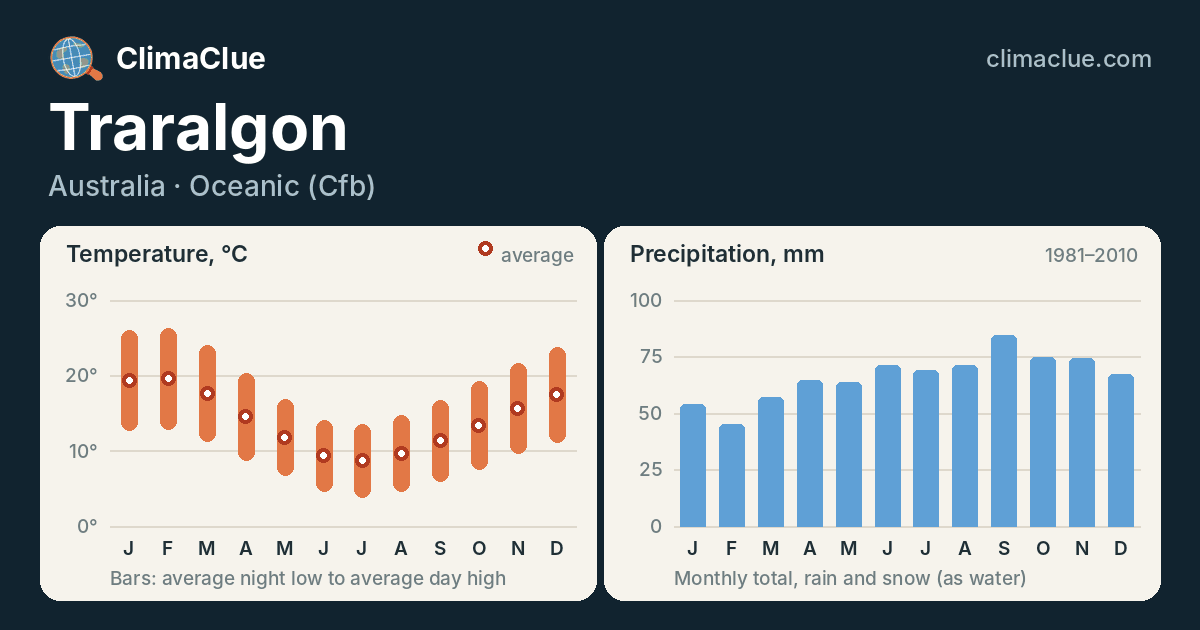 ClimaClue
climaclue.com
Traralgon
Australia · Oceanic (Cfb)
Temperature, °C
average
30°
20°
10°
0°
J F M A M J J A S O N D
Bars: average night low to average day high
Precipitation, mm
1981–2010
100
75
50
25
0
J F M A M J J A S O N D
Monthly total, rain and snow (as water)